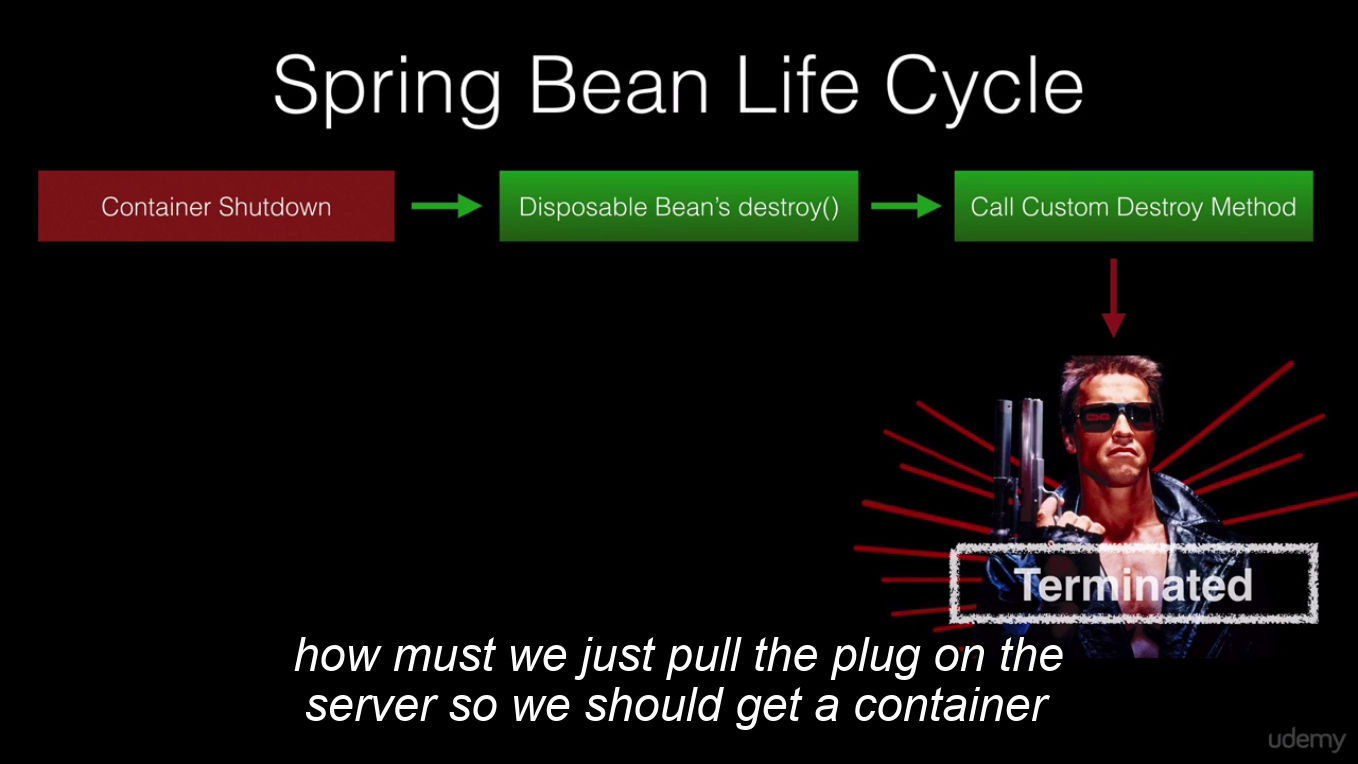 Spring Bean Life Cycle
Container Shutdown
Disposable Bean's destroy()
Call Custom Destroy Method
Terminated
how must we just pull the plug on the
server so we should get a container
udemy